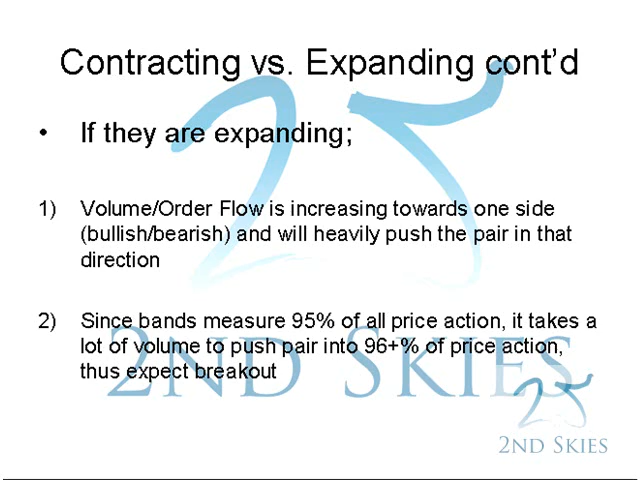 Contracting vs. Expanding cont'd
• If they are expanding;
1) Volume/Order Flow is increasing towards one side
(bullish/bearish) and will heavily push the pair in that
direction
2) Since bands measure 95% of all price action, it takes a
lot of volume to push pair into 96+% of price action,
thus expect breakout
2ND SKIES
2ND SKIES